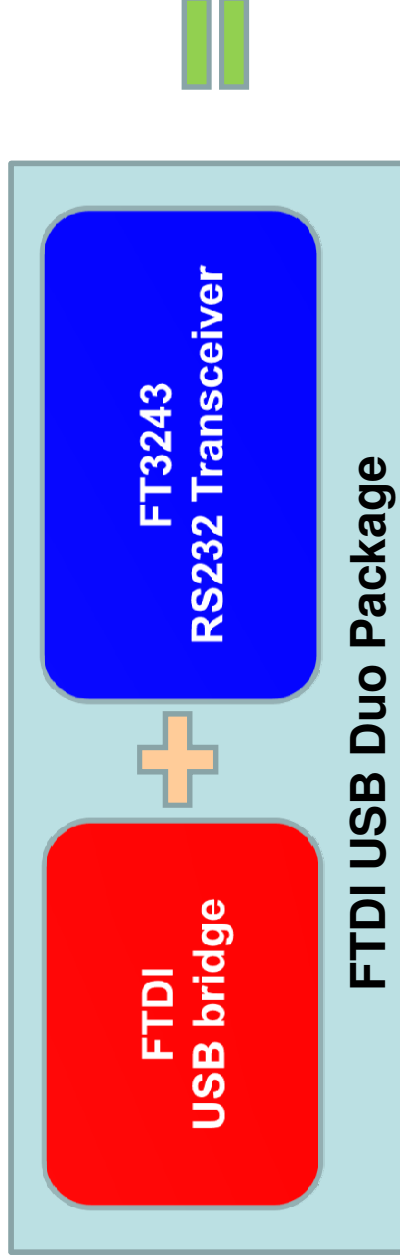 FTDI
USB bridge
FT3243
RS232 Transceiver
FTDI USB Duo Package